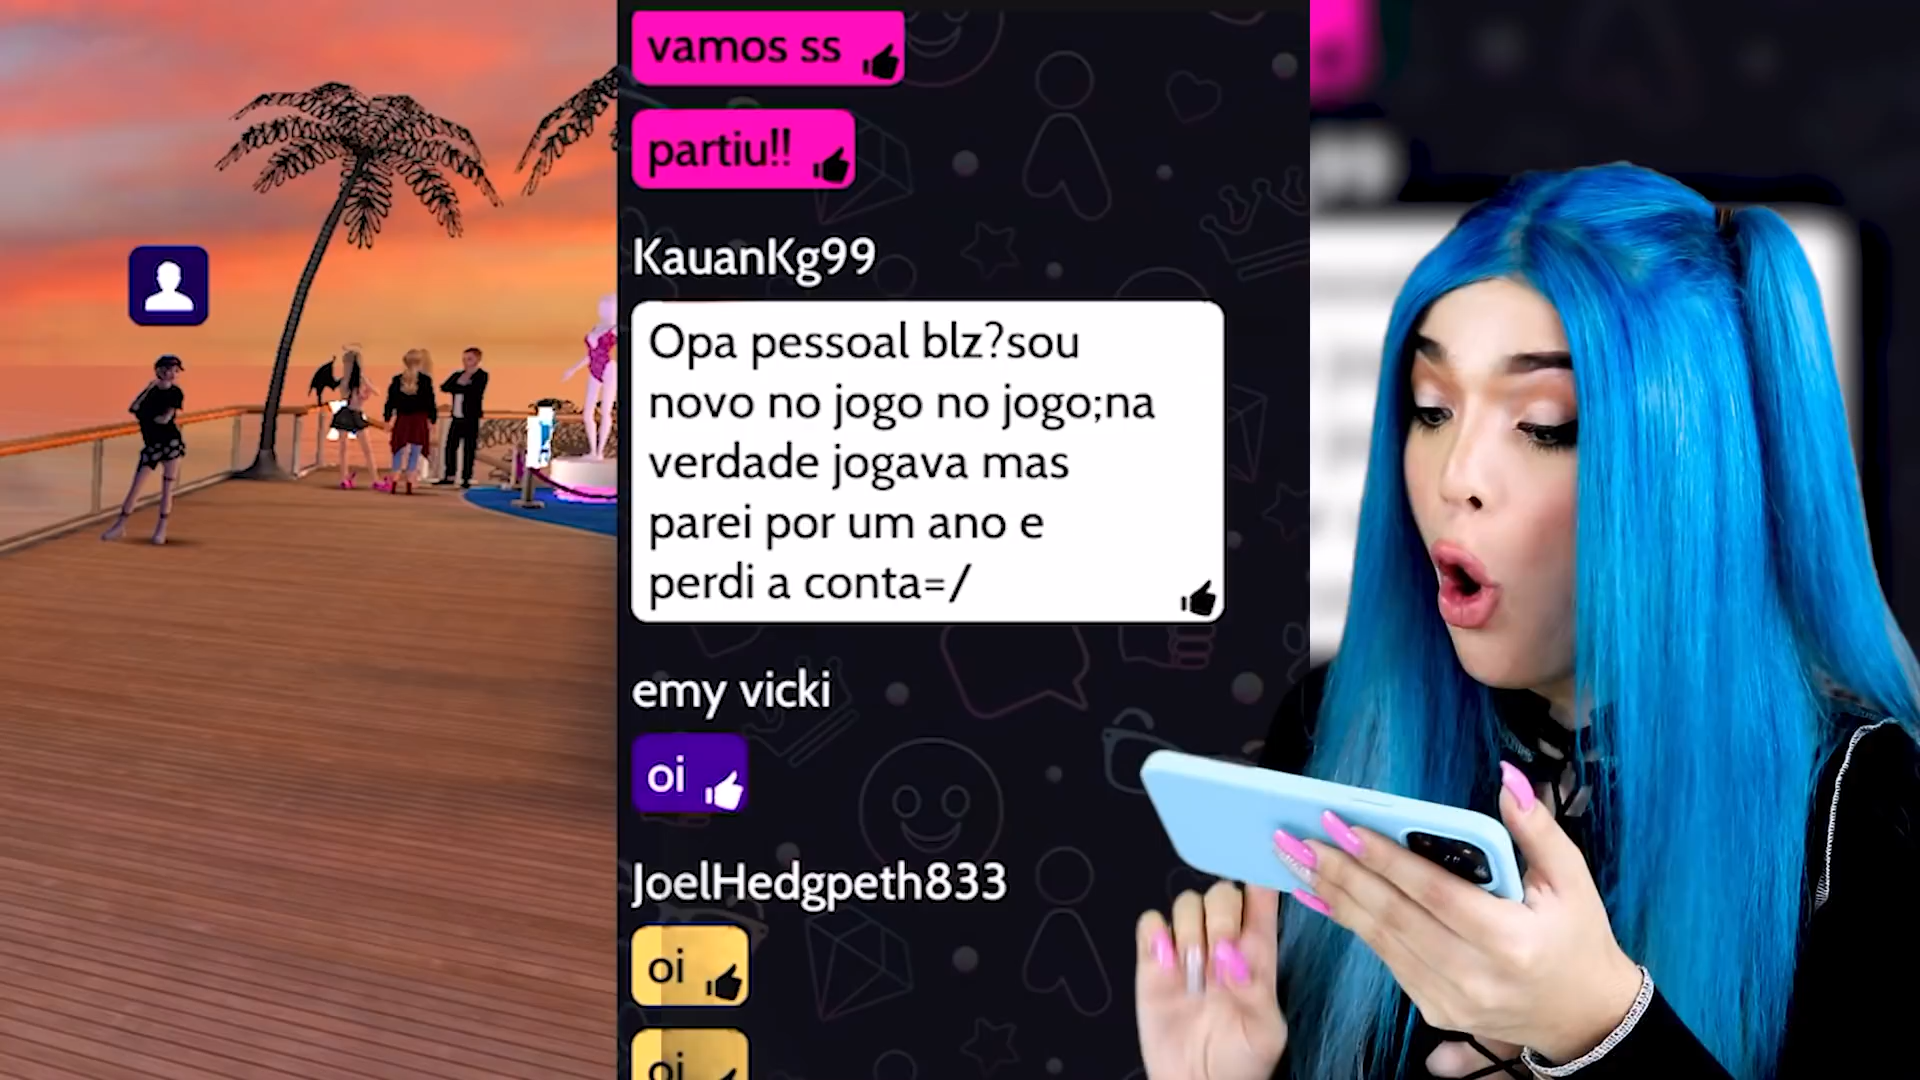 vamos ss
partiu!!
KauanKg99
Opa pessoal blz?sou
novo no jogo no jogo;na
verdade jogava mas
parei por um ano e
perdi a conta=/
emy vicki
oi
JoelHedgpeth833
oi
oi